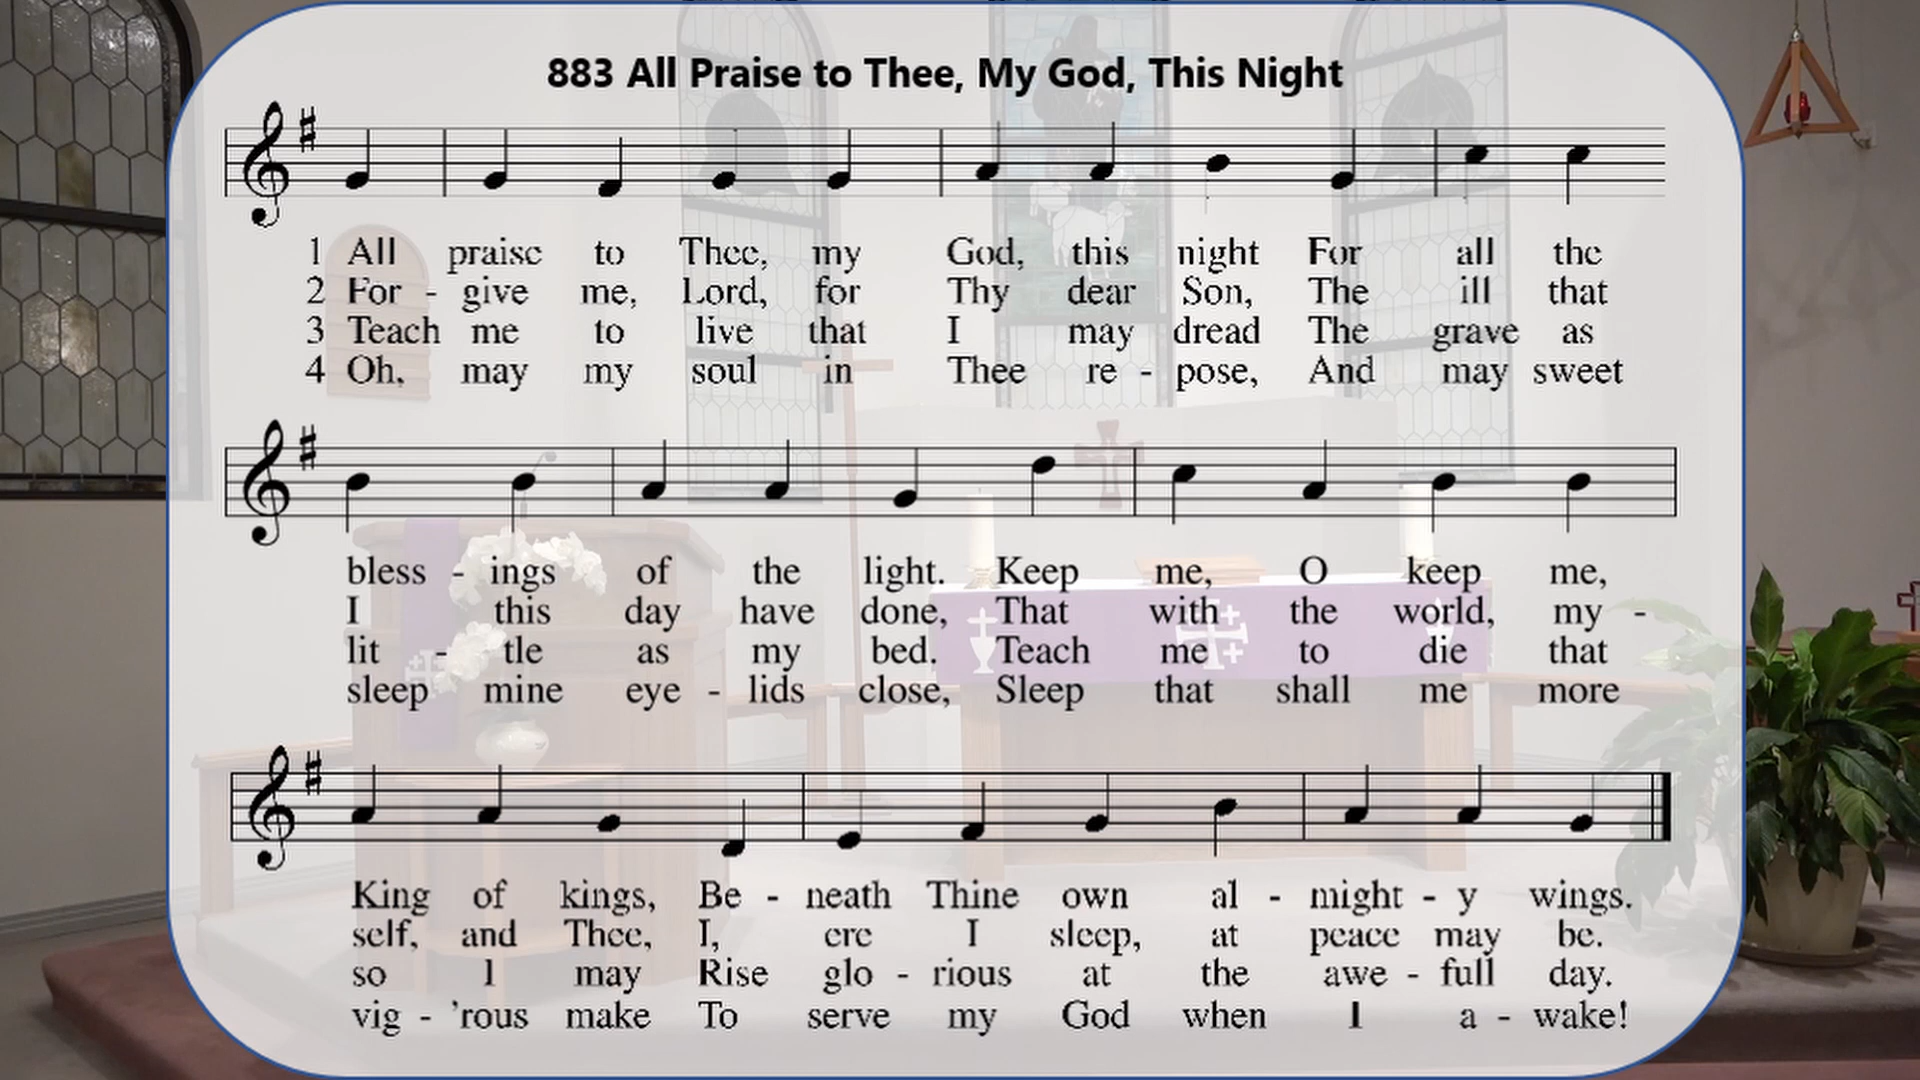 883 All Praise to Thee, My God, This Night
1 All praise to Thee, my God, this night For all the
2 For - give me, Lord, for Thy dear Son, The ill that
3 Teach me to live that I may dread The grave as
4 Oh, may my soul in Thee re - pose, And may sweet
bless - ings of the light. Keep me, O keep me,
I this day have done, That with the world, my -
lit - tle as my bed. Teach me to die that
sleep mine eye - lids close, Sleep that shall me more
King of kings, Be - neath Thine own al - might - y wings.
self, and Thee, I, ere I sleep, at peace may be.
so I may Rise glo - rious at the awe - full day.
vig - 'rous make To serve my God when I a - wake!